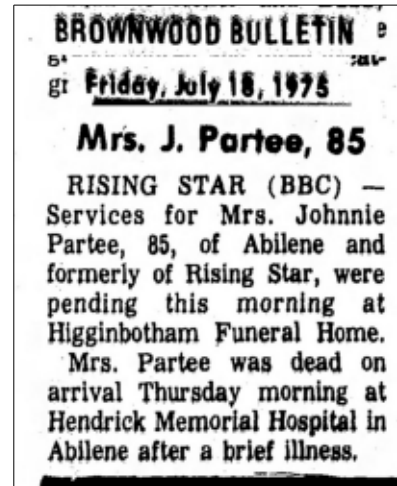 BROWNWOOD BULLETIN
Friday, July 18, 1975
Mrs. J. Partee, 85
RISING STAR (BBC) —
Services for Mrs. Johnnie
Partee, 85, of Abilene and
formerly of Rising Star, were
pending this morning at
Higginbotham Funeral Home.
Mrs. Partee was dead on
arrival Thursday morning at
Hendrick Memorial Hospital in
Abilene after a brief illness.